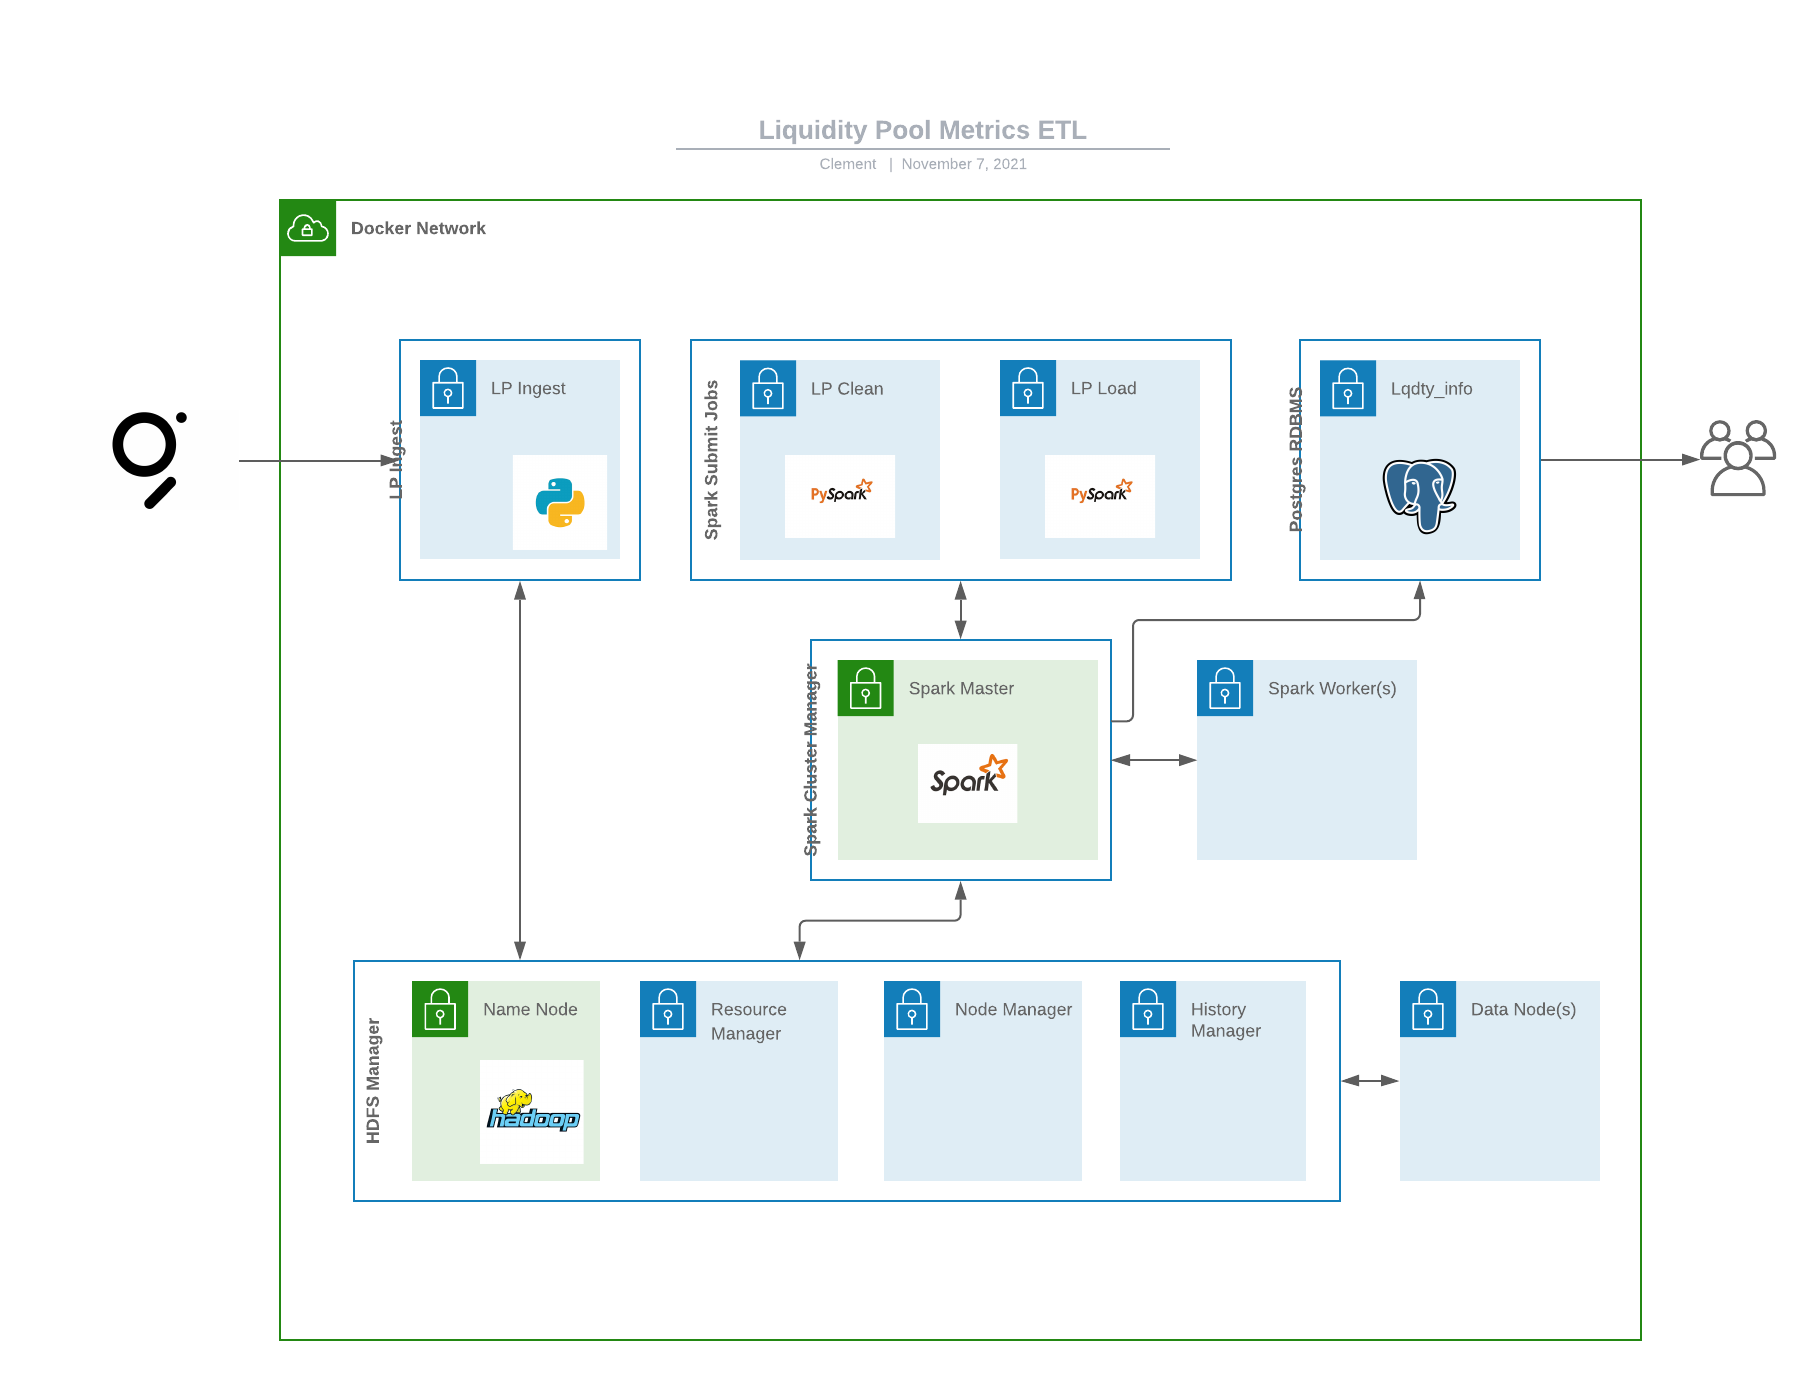 Liquidity Pool Metrics ETL
Clement | November 7, 2021
Docker Network
LP Ingest
LP Ingest
Spark Submit Jobs
LP Clean
PySpark
LP Load
PySpark
Postgres RDBMS
Lqdty_info
Spark Cluster Manager
Spark Master
Spark
Spark Worker(s)
HDFS Manager
Name Node
hadoop
Resource
Manager
Node Manager
History
Manager
Data Node(s)